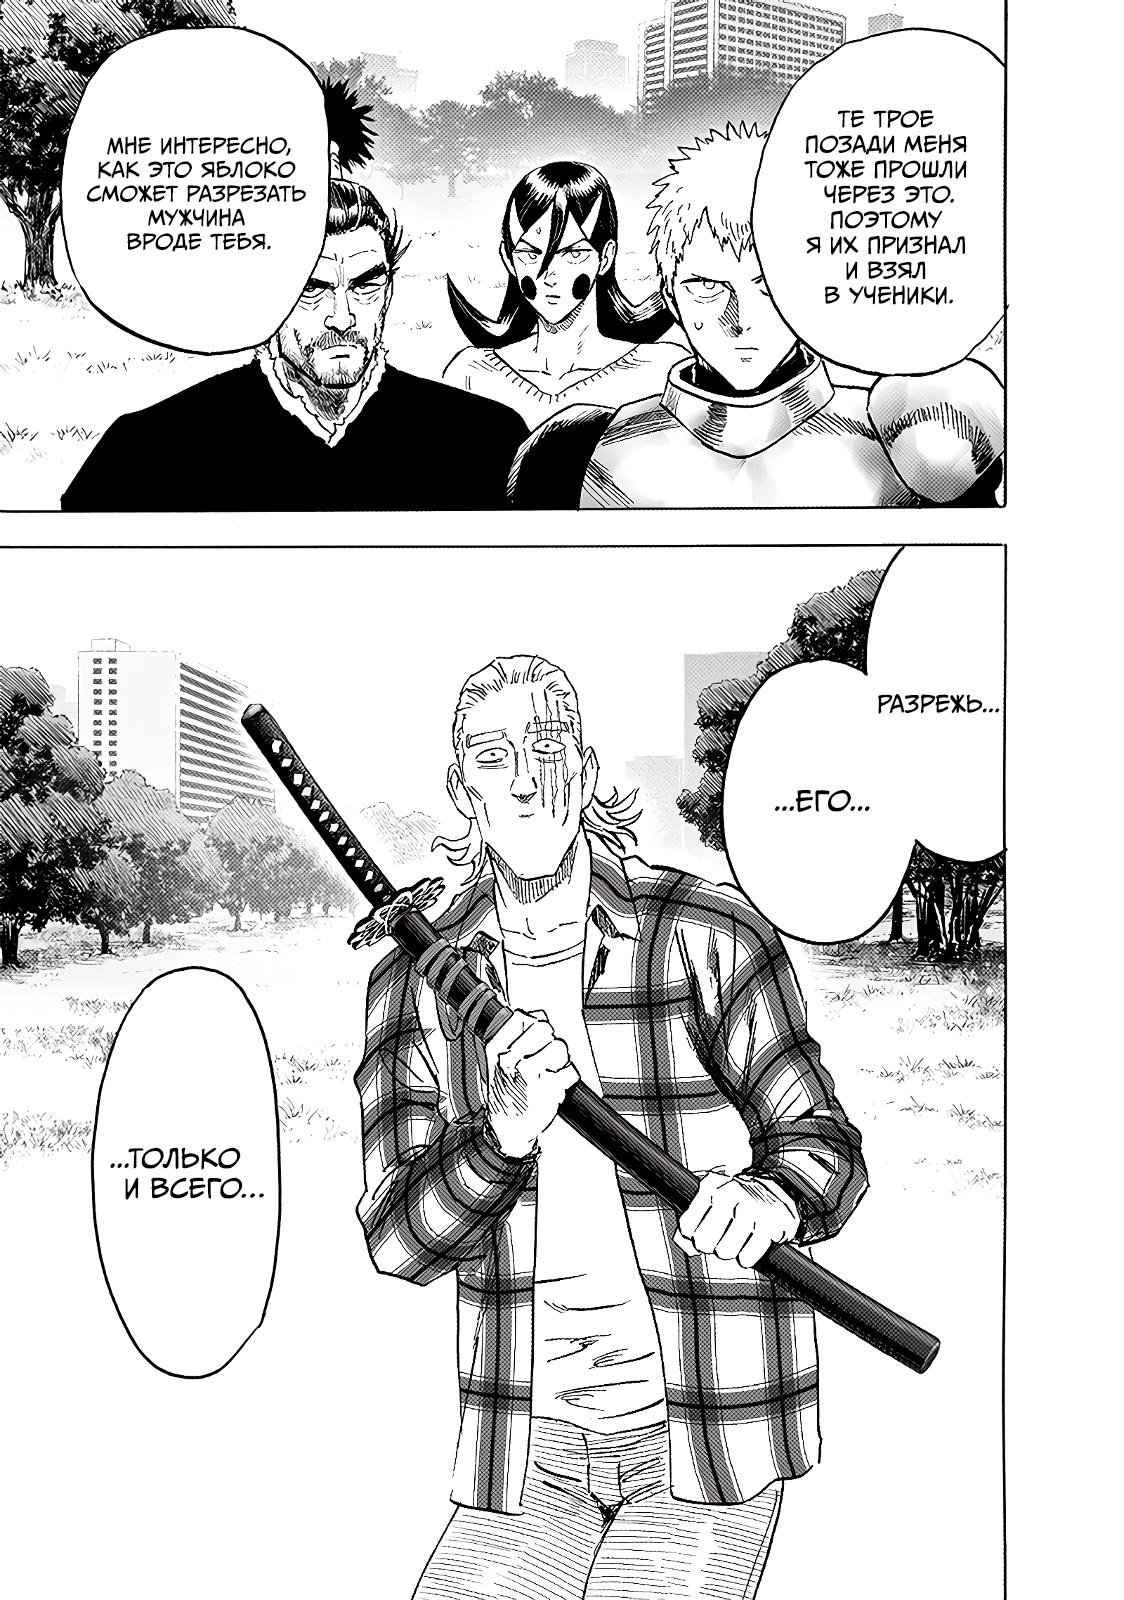 ТЕ ТРОЕ
ПОЗАДИ МЕНЯ
ТОЖЕ ПРОШЛИ
ЧЕРЕЗ ЭТО.
ПОЭТОМУ
Я ИХ ПРИЗНАЛ
И ВЗЯЛ
В УЧЕНИКИ.
МНЕ ИНТЕРЕСНО,
КАК ЭТО ЯБЛОКО
СМОЖЕТ РАЗРЕЗАТЬ
МУЖЧИНА
ВРОДЕ ТЕБЯ.
РАЗРЕЖЬ...
...ЕГО...
...ТОЛЬКО
И ВСЕГО...